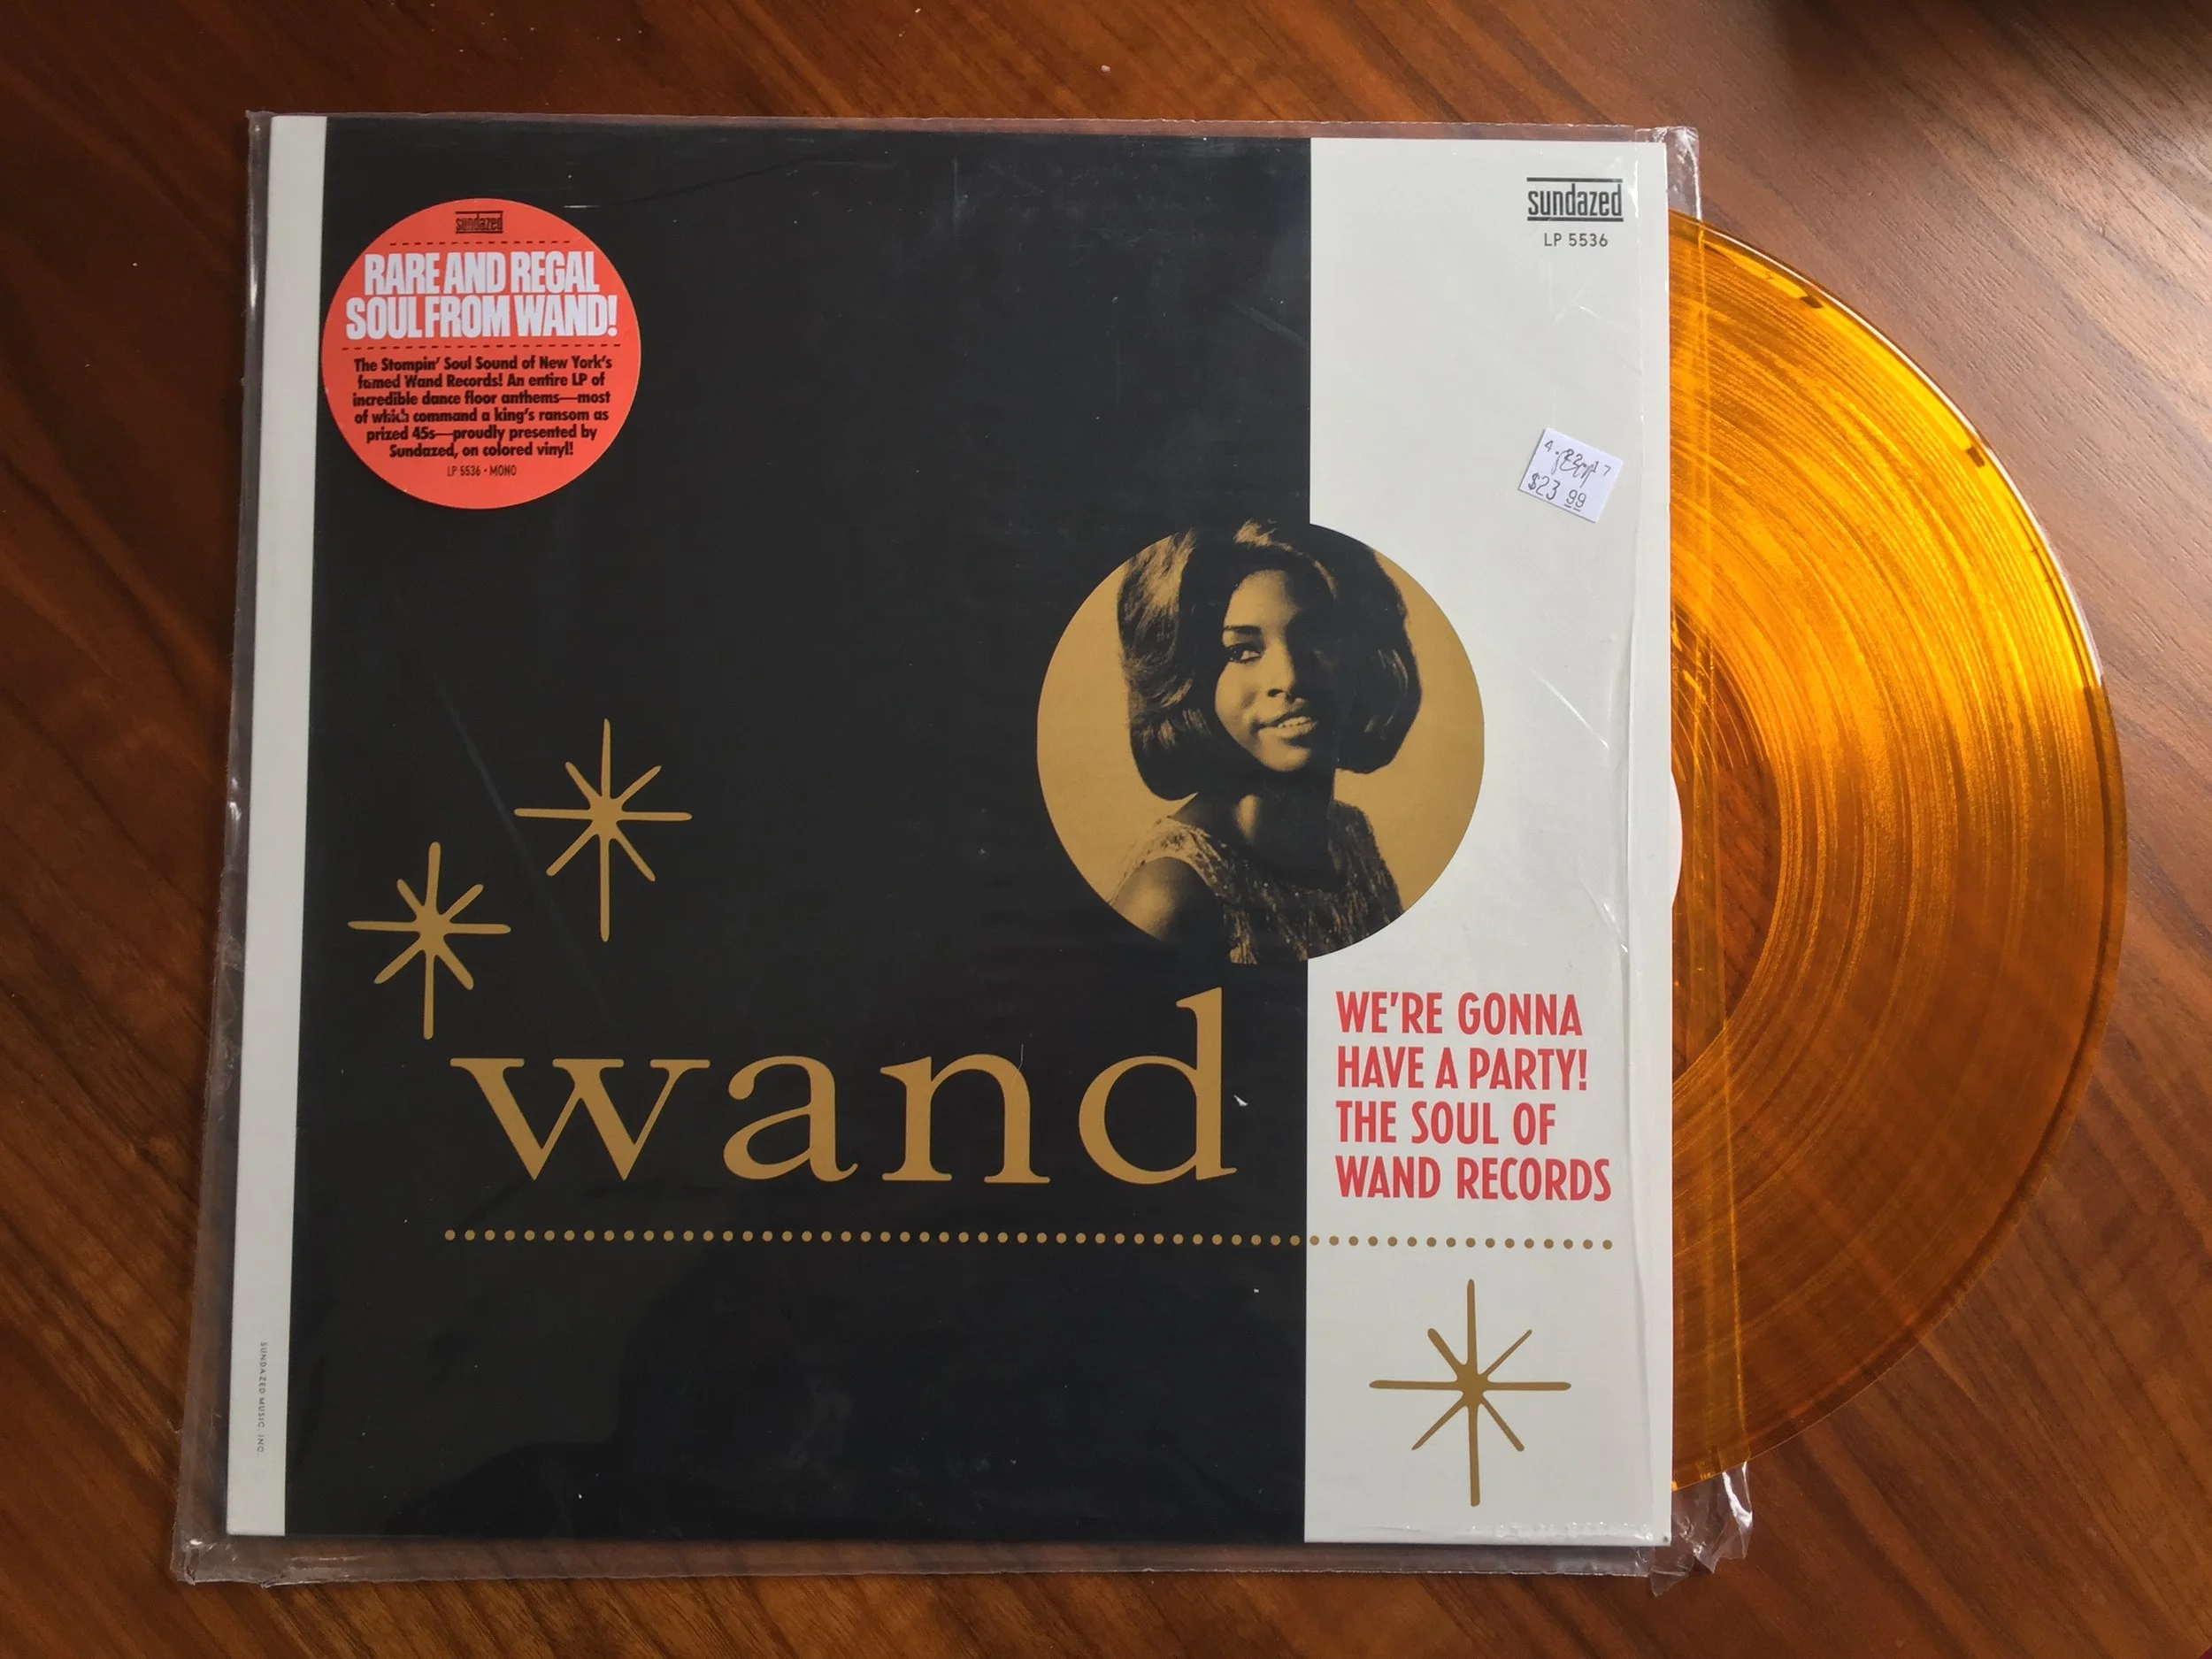 sundazed
RARE AND REGAL
SOUL FROM WAND!
The Stompin' Soul Sound of New York's
famed Wand Records! An entire LP of
incredible dance floor anthems—most
of which command a king's ransom as
prized 45s—proudly presented by
Sundazed, on colored vinyl!
LP 5536 • MONO
sundazed
LP 5536
$23.99
wand
WE'RE GONNA
HAVE A PARTY!
THE SOUL OF
WAND RECORDS
SUNDAZED MUSIC, INC.